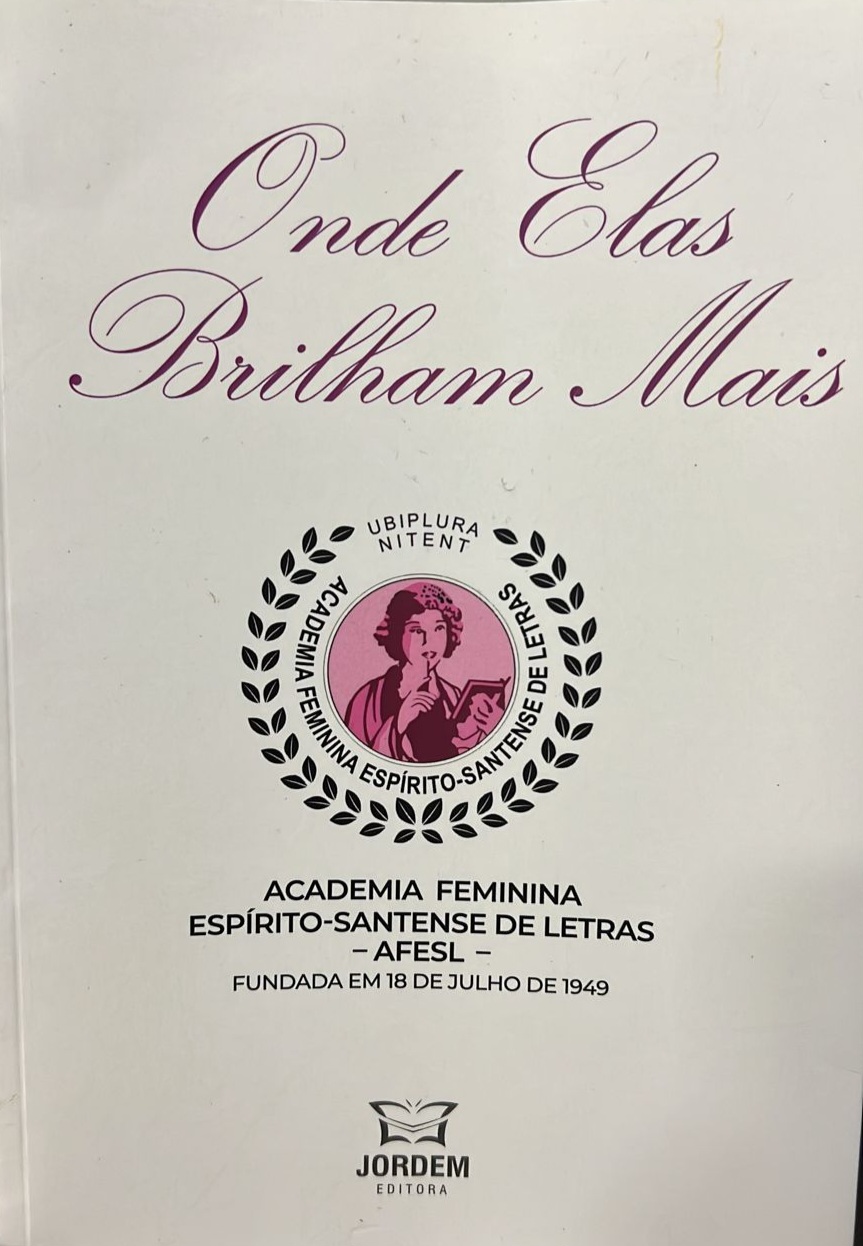 Onde Elas
Brilham Mais
UBIPLURA
NITENT
ACADEMIA FEMININA ESPÍRITO-SANTENSE DE LETRAS
ACADEMIA FEMININA
ESPÍRITO-SANTENSE DE LETRAS
– AFESL –
FUNDADA EM 18 DE JULHO DE 1949
JORDEM
EDITORA